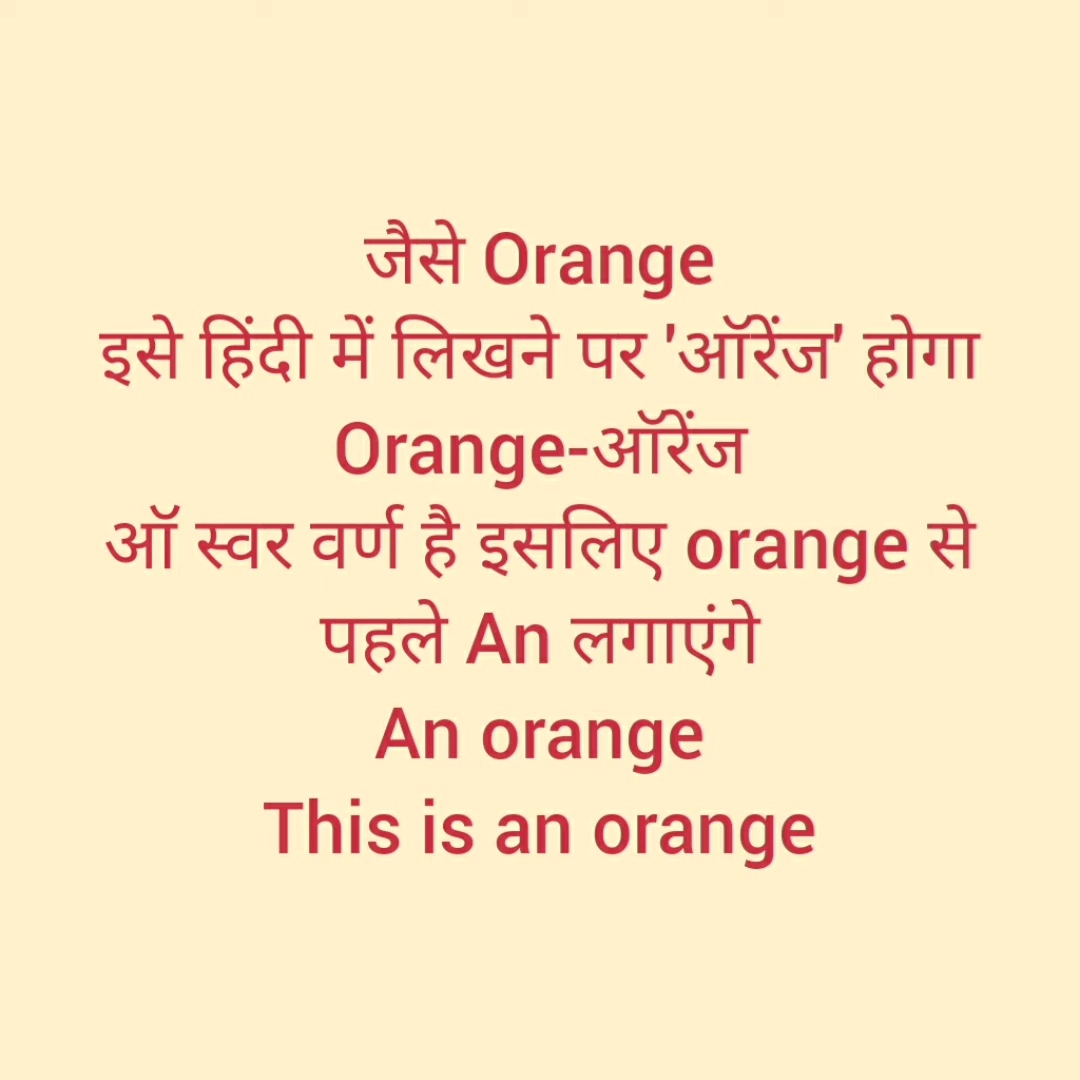 जैसे Orange
इसे हिंदी में लिखने पर 'ऑरेंज' होगा
Orange-ऑरेंज
ऑ स्वर वर्ण है इसलिए orange से
पहले An लगाएंगे
An orange
This is an orange